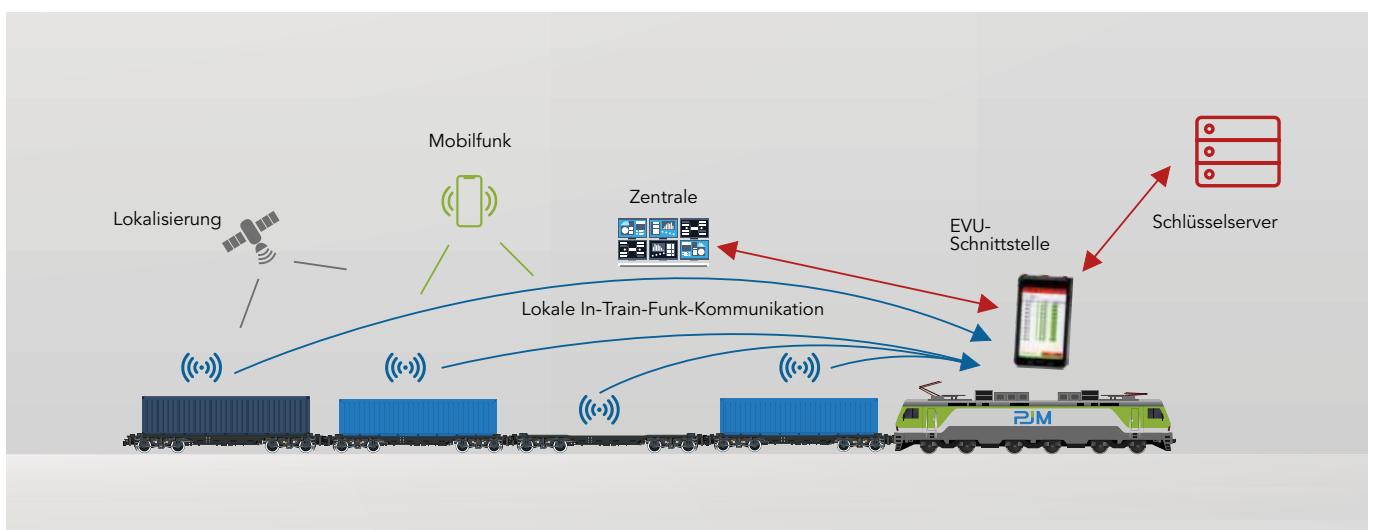 Mobilfunk
Lokalisierung
Zentrale
EVU-
Schnittstelle
Schlüsselserver
Lokale In-Train-Funk-Kommunikation
PJM